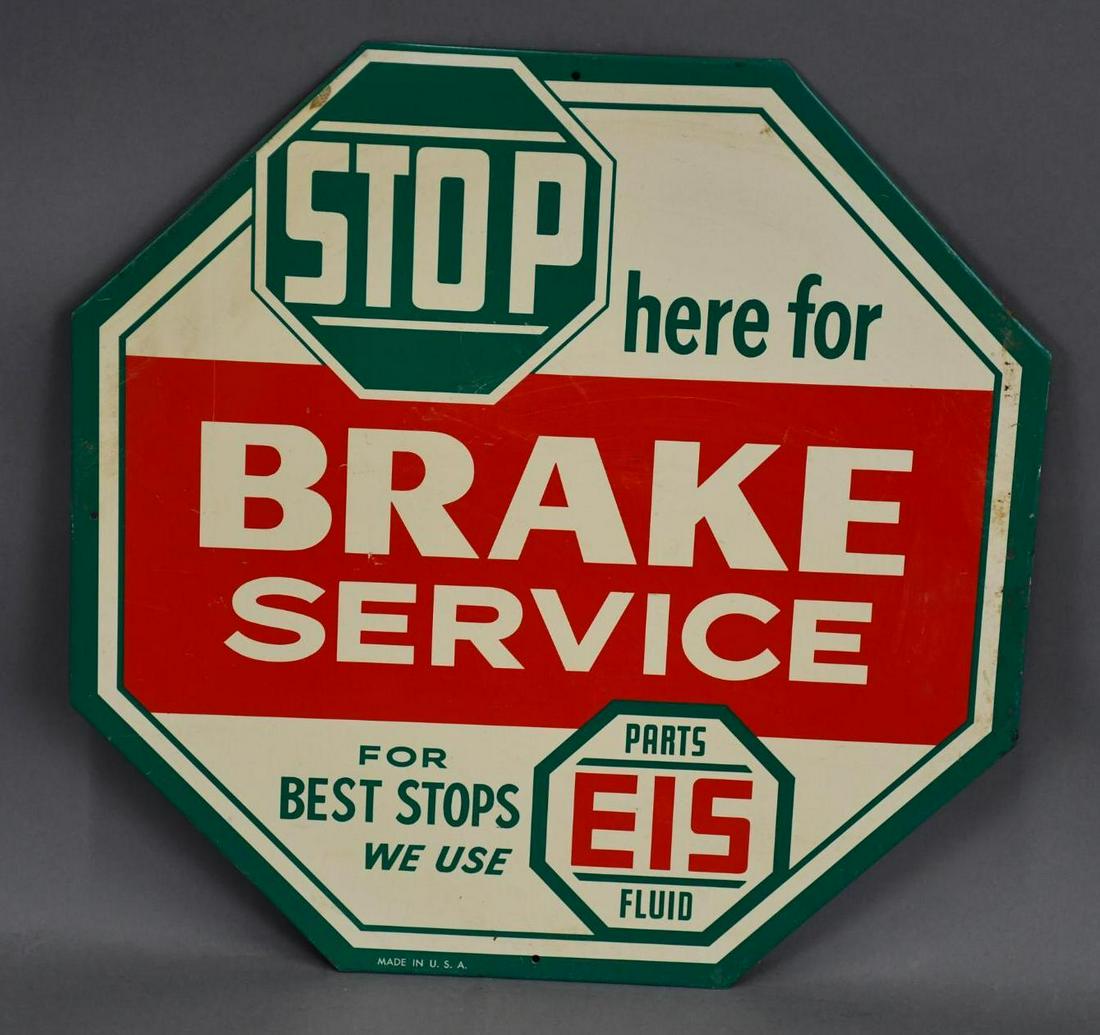 STOP
here for
BRAKE
SERVICE
FOR
BEST STOPS
WE USE
PARTS
EIS
FLUID
MADE IN U. S. A.